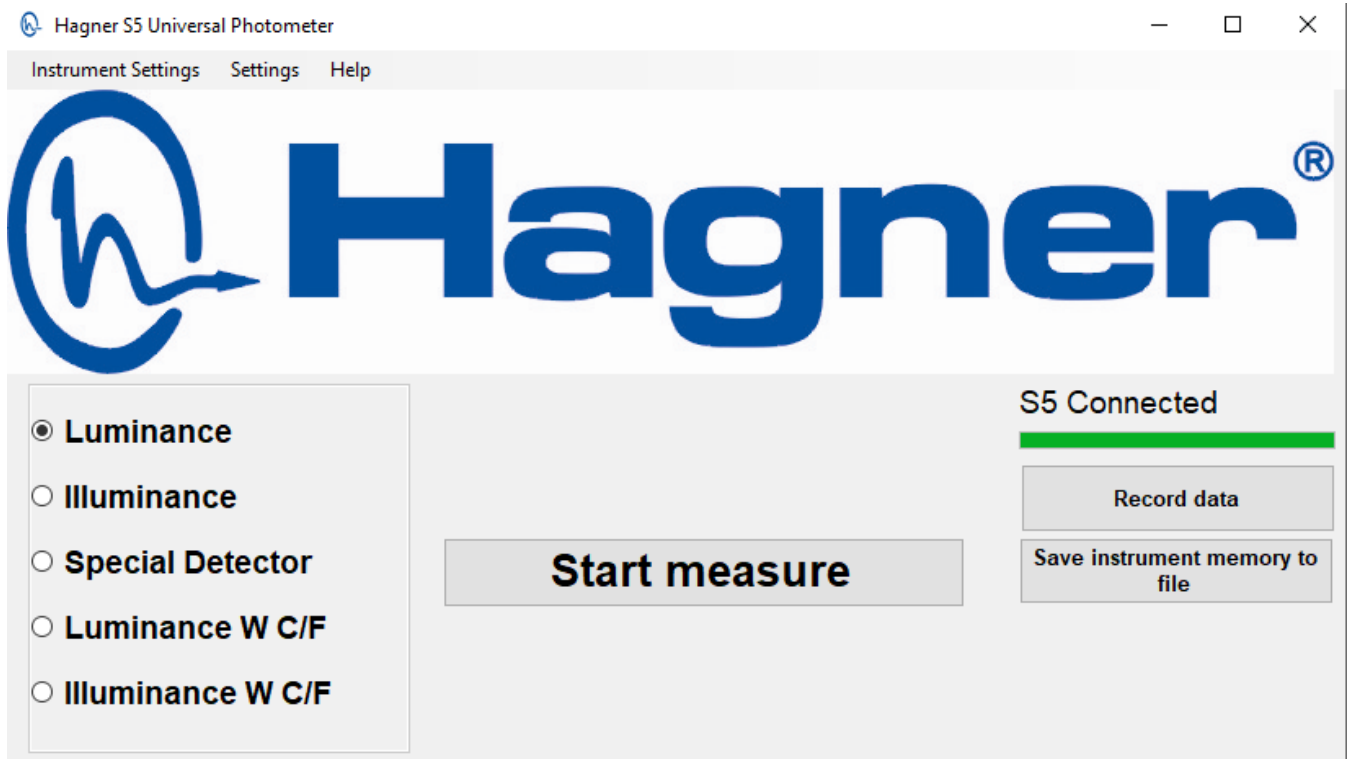 Hagner S5 Universal Photometer
Instrument Settings Settings Help
Hagner®
Luminance
Illuminance
Special Detector
Luminance W C/F
Illuminance W C/F
Start measure
S5 Connected
Record data
Save instrument memory to
file